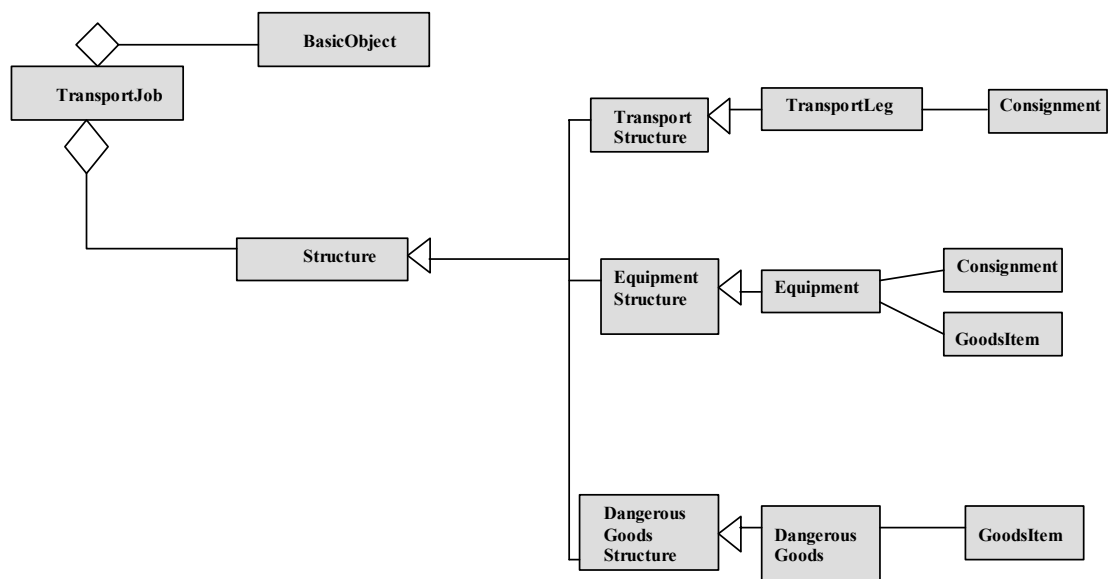 BasicObject
TransportJob
Transport
Structure
TransportLeg
Consignment
Structure
Equipment
Structure
Equipment
Consignment
GoodsItem
Dangerous
Goods
Structure
Dangerous
Goods
GoodsItem